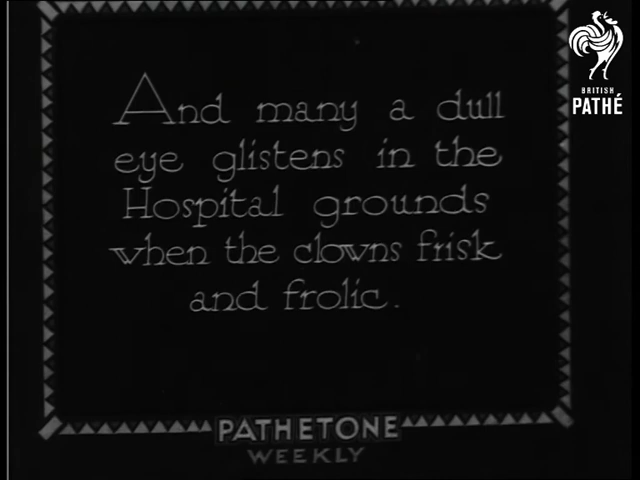 BRITISH
PATHÉ
And many a dull
eye glistens in the
Hospital grounds
when the clowns frisk
and frolic.
PATHETONE
WEEKLY